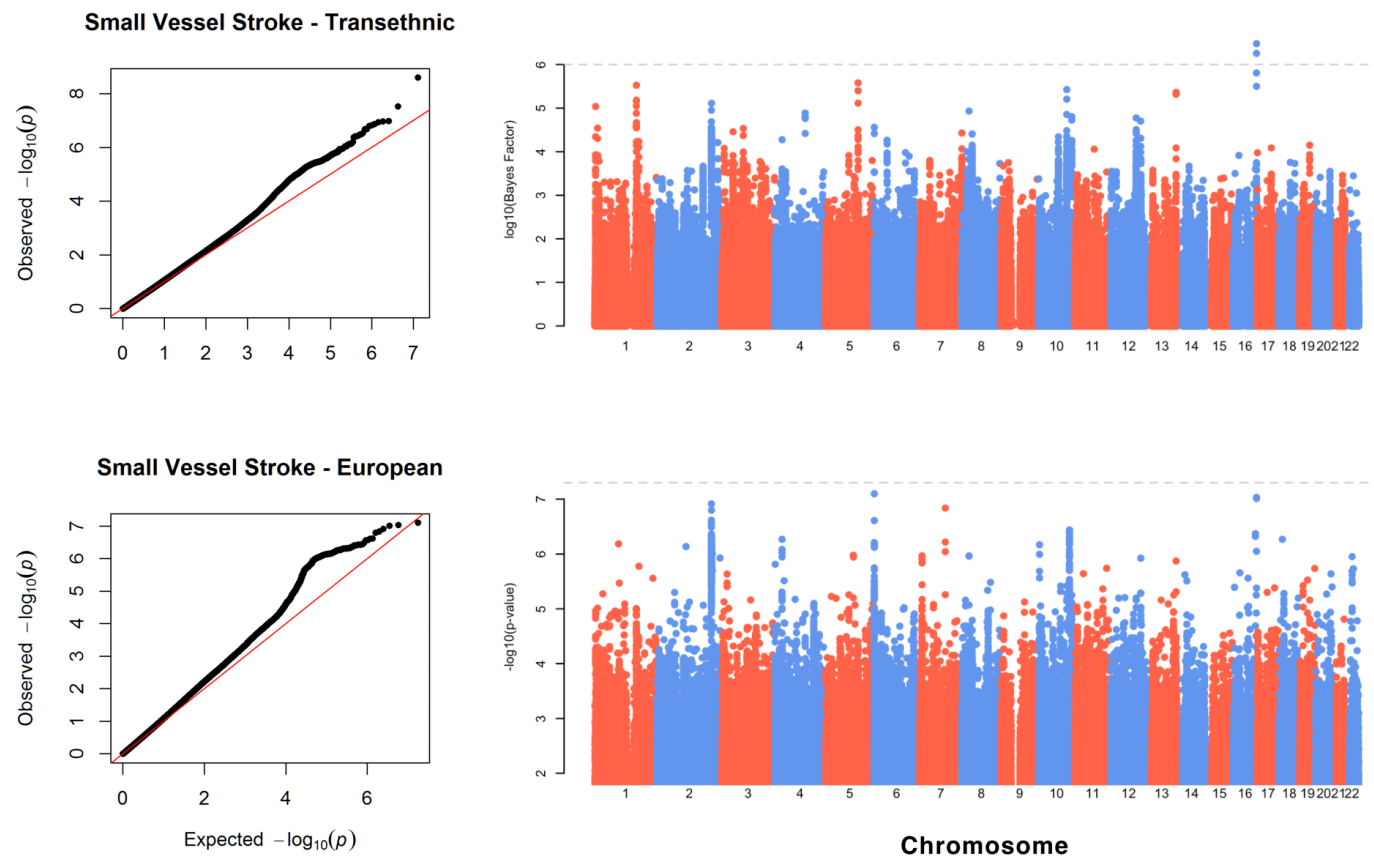 Small Vessel Stroke - Transethnic
Observed −log10(p)
0 2 4 6 8
0 1 2 3 4 5 6 7
log10(Bayes Factor)
0 1 2 3 4 5 6
1 2 3 4 5 6 7 8 9 10 11 12 13 14 15 16 17 18 19 20 21 22
Small Vessel Stroke - European
Observed −log10(p)
0 1 2 3 4 5 6 7
0 2 4 6
Expected −log10(p)
-log10(p-value)
2 3 4 5 6 7
1 2 3 4 5 6 7 8 9 10 11 12 13 14 15 16 17 18 19 20 21 22
Chromosome